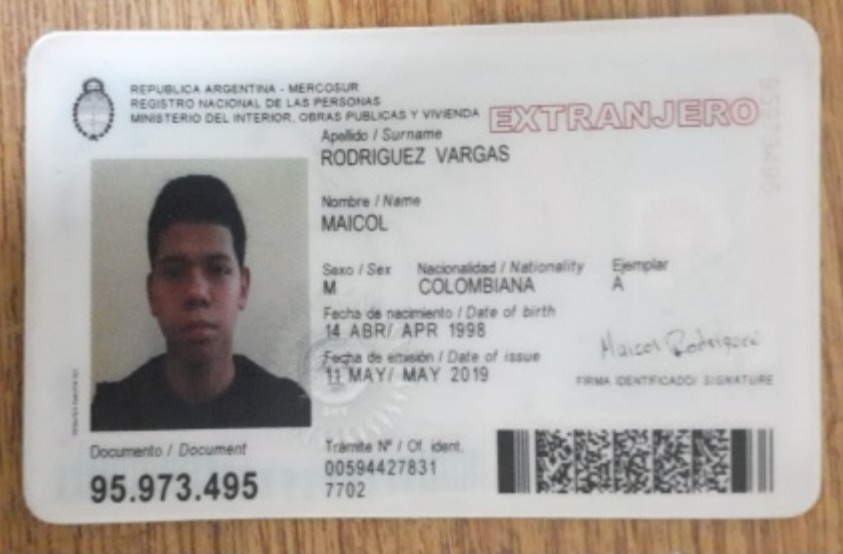 REPUBLICA ARGENTINA - MERCOSUR
REGISTRO NACIONAL DE LAS PERSONAS
MINISTERIO DEL INTERIOR, OBRAS PUBLICAS Y VIVIENDA
EXTRANJERO
Apellido / Surname
RODRIGUEZ VARGAS
Nombre / Name
MAICOL
Sexo / Sex Nacionalidad / Nationality Ejemplar
M COLOMBIANA A
Fecha de nacimiento / Date of birth
14 ABR/ APR 1998
Fecha de emisión / Date of issue
11 MAY/ MAY 2019
Maicol Rodriguez
FIRMA IDENTIFICADO/ SIGNATURE
Documento / Document
95.973.495
Trámite Nº / Of. ident.
00594427831
7702